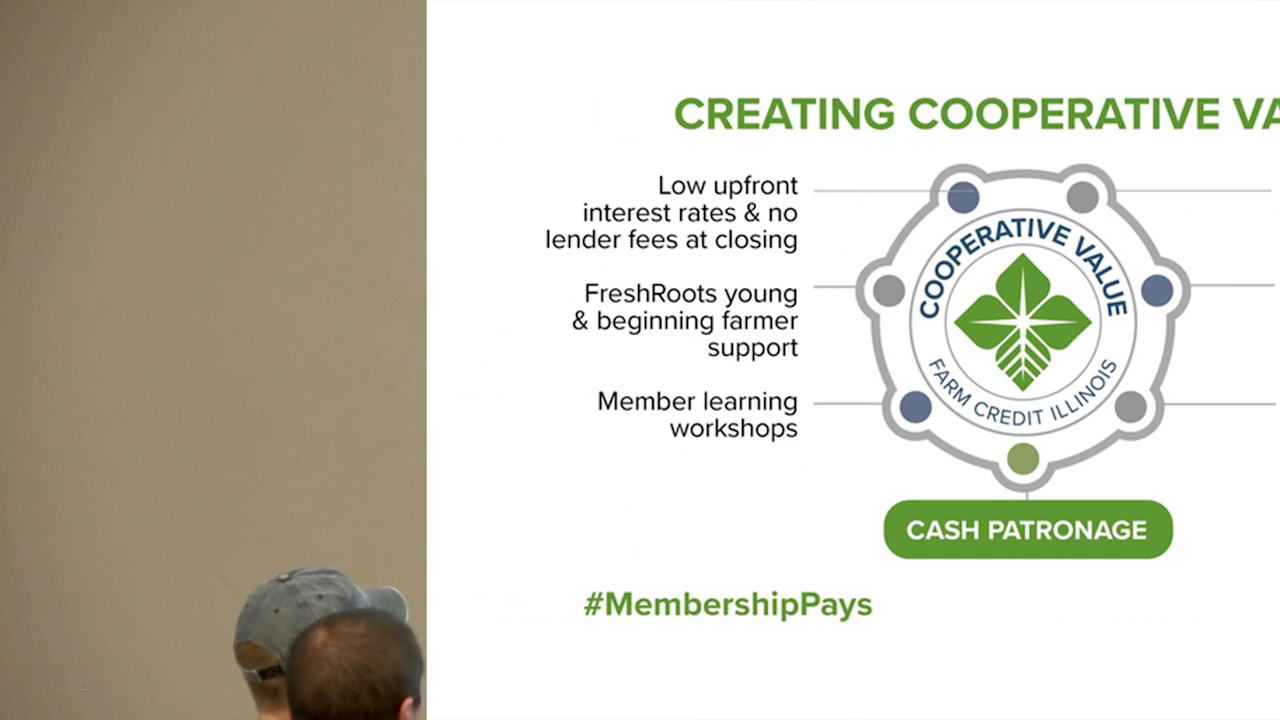 CREATING COOPERATIVE VA
Low upfront
interest rates & no
lender fees at closing
FreshRoots young
& beginning farmer
support
Member learning
workshops
COOPERATIVE VALUE
FARM CREDIT ILLINOIS
CASH PATRONAGE
#MembershipPays